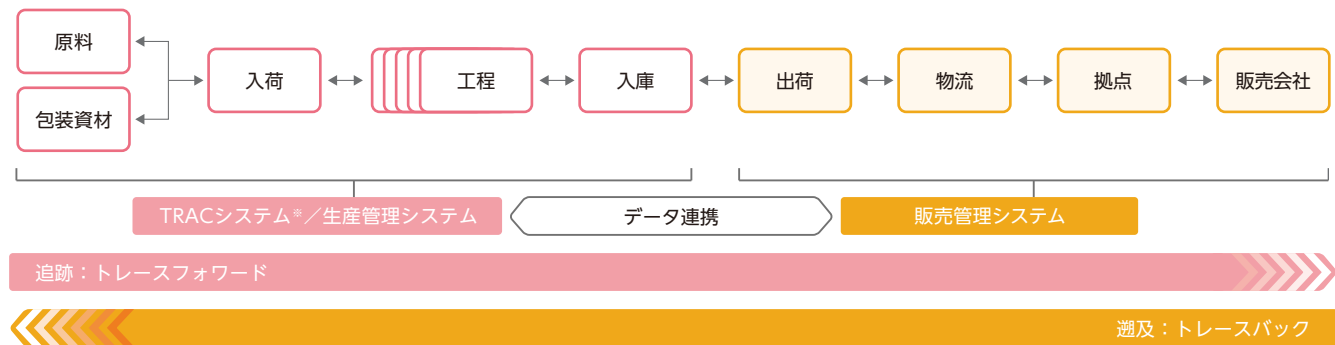 原料
包装資材
入荷
工程
入庫
出荷
物流
拠点
販売会社
TRACシステム※／生産管理システム
データ連携
販売管理システム
追跡：トレースフォワード
遡及：トレースバック